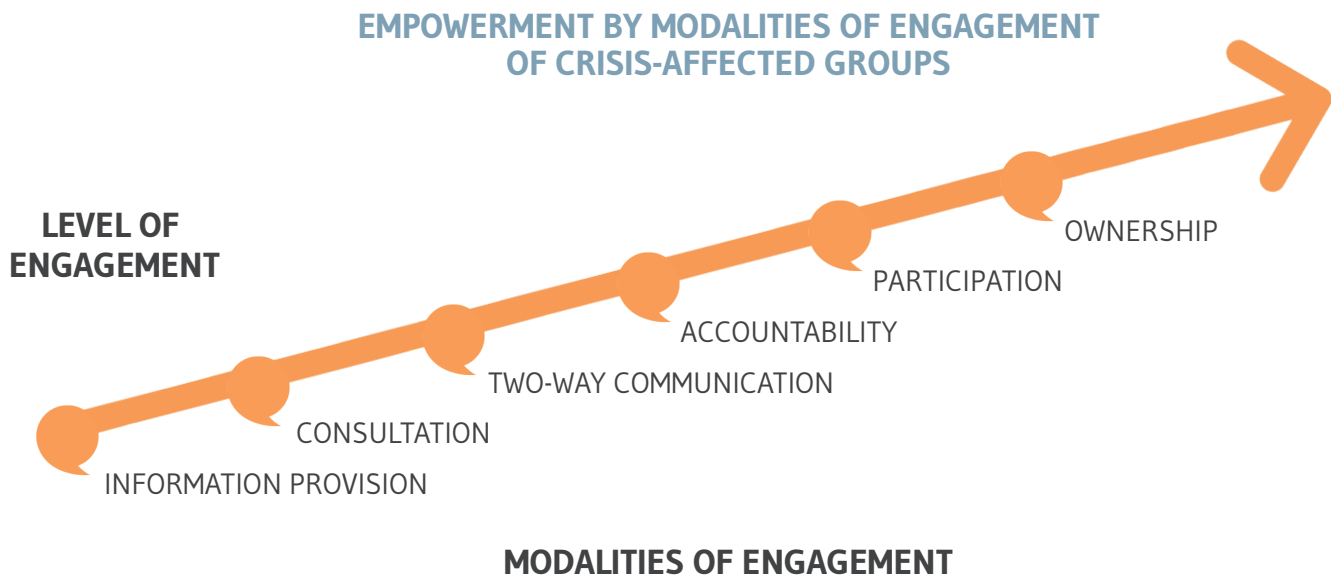 EMPOWERMENT BY MODALITIES OF ENGAGEMENT
OF CRISIS-AFFECTED GROUPS
LEVEL OF
ENGAGEMENT
OWNERSHIP
PARTICIPATION
ACCOUNTABILITY
TWO-WAY COMMUNICATION
CONSULTATION
INFORMATION PROVISION
MODALITIES OF ENGAGEMENT